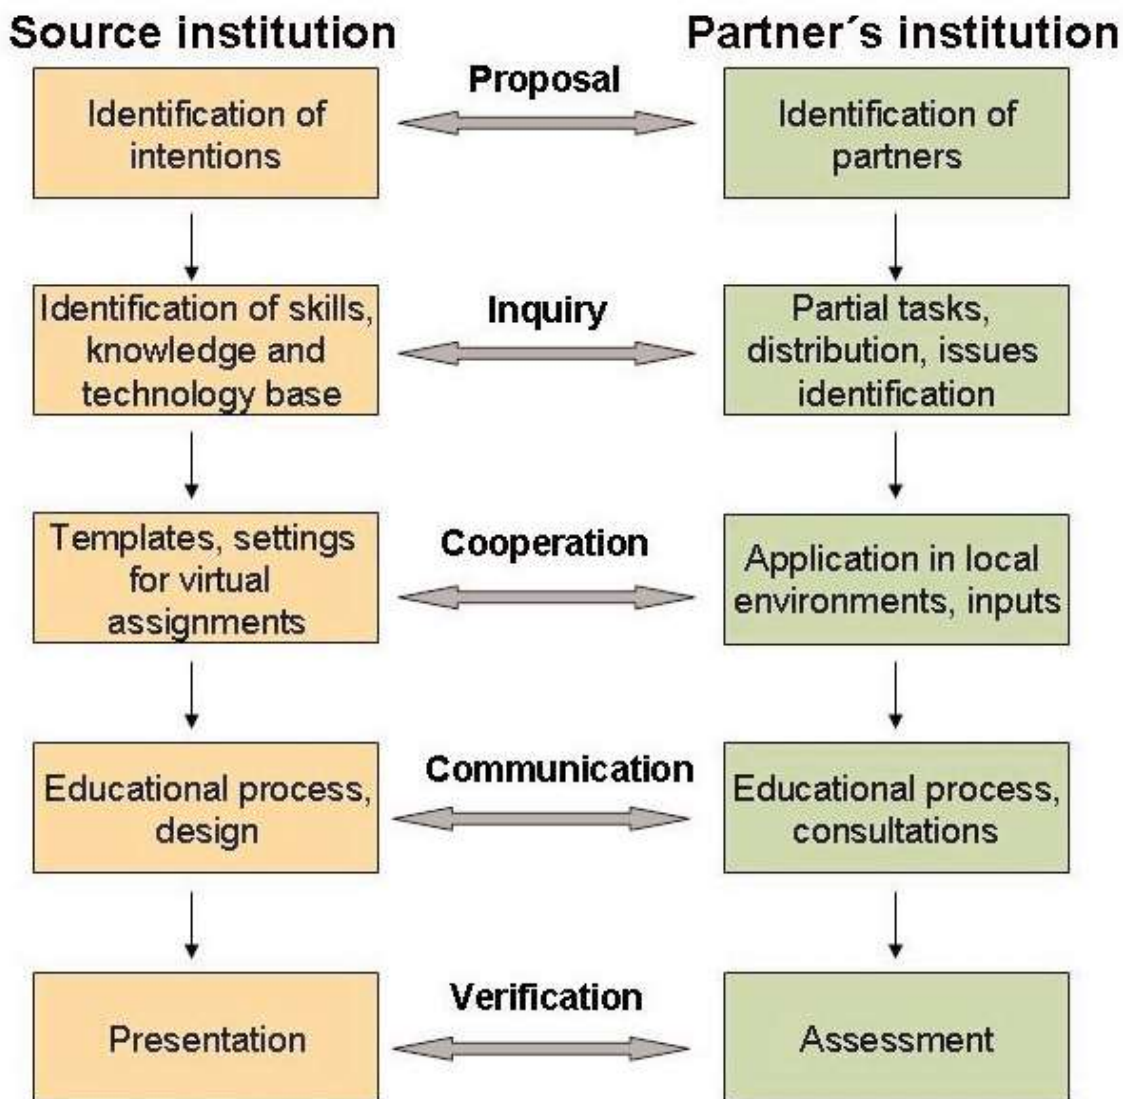 Source institution
Partner´s institution
Identification of
intentions
Proposal
Identification of
partners
Identification of skills,
knowledge and
technology base
Inquiry
Partial tasks,
distribution, issues
identification
Templates, settings
for virtual
assignments
Cooperation
Application in local
environments, inputs
Educational process,
design
Communication
Educational process,
consultations
Presentation
Verification
Assessment